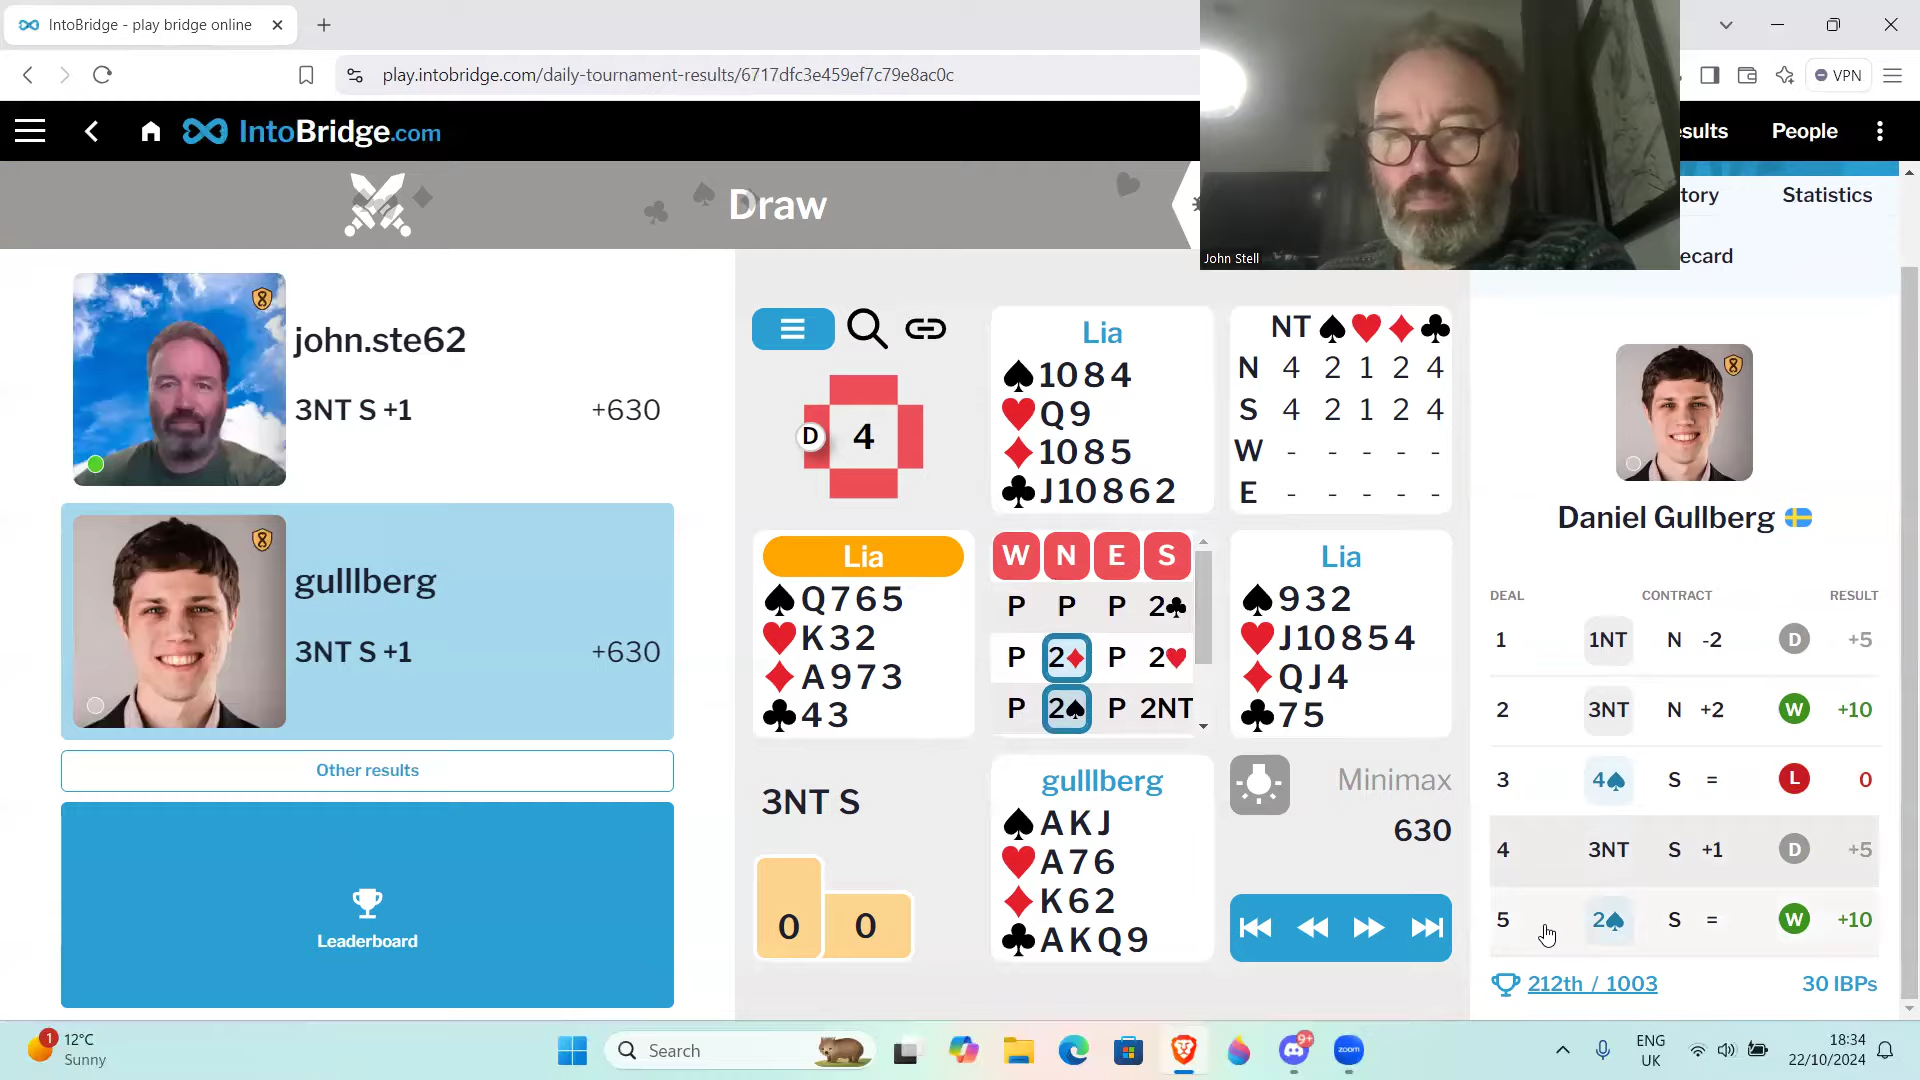 IntoBridge - play bridge online
play.intobridge.com/daily-tournament-results/6717dfc3e459ef7c79e8ac0c
VPN
IntoBridge.com
esults
People
Draw
John Stell
tory
Statistics
ecard
john.ste62
3NT S +1
+630
gulllberg
3NT S +1
+630
Other results
Leaderboard
D
4
Lia
♠1084
♥Q9
♦1085
♣J10862
NT ♠ ♥ ♦ ♣
N 4 2 1 2 4
S 4 2 1 2 4
W - - - - -
E - - - - -
Lia
♠Q765
♥K32
♦A973
♣43
W N E S
P P P 2♣
P 2♦ P 2♥
P 2♠ P 2NT
Lia
♠932
♥J10854
♦QJ4
♣75
3NT S
0
0
gulllberg
♠AKJ
♥A76
♦K62
♣AKQ9
Minimax
630
Daniel Gullberg
DEAL CONTRACT RESULT
1 1NT N -2 D +5
2 3NT N +2 W +10
3 4♠ S = L 0
4 3NT S +1 D +5
5 2♠ S = W +10
212th / 1003
30 IBPs
1
12°C
Sunny
Search
9+
zoom
ENG
UK
18:34
22/10/2024